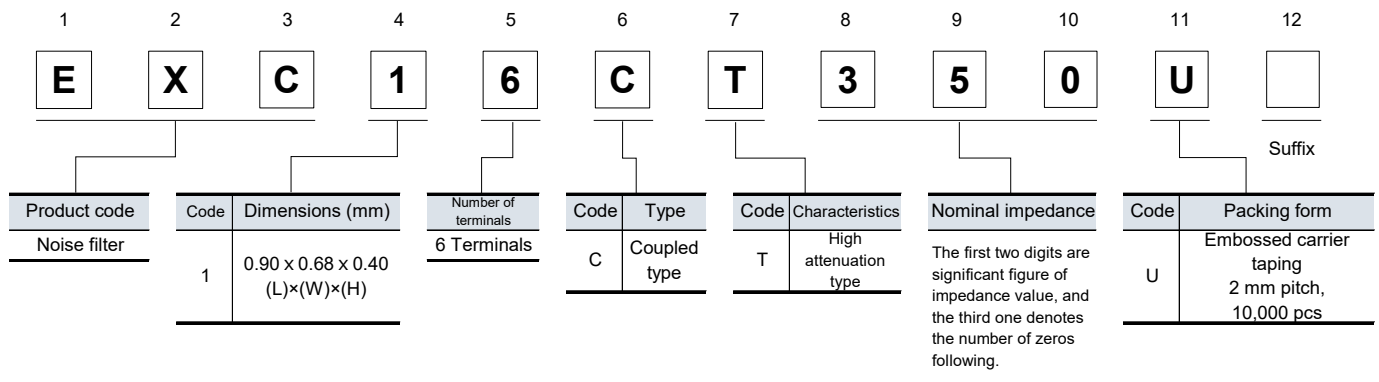 1 2 3 4 5 6 7 8 9 10 11 12
E X C 1 6 C T 3 5 0 U
Suffix
Product code
Noise filter
Code Dimensions (mm)
1
0.90 x 0.68 x 0.40
(L)×(W)×(H)
Number of
terminals
6 Terminals
Code Type
C
Coupled
type
Code Characteristics
T
High
attenuation
type
Nominal impedance
The first two digits are
significant figure of
impedance value, and
the third one denotes
the number of zeros
following.
Code Packing form
U
Embossed carrier
taping
2 mm pitch,
10,000 pcs